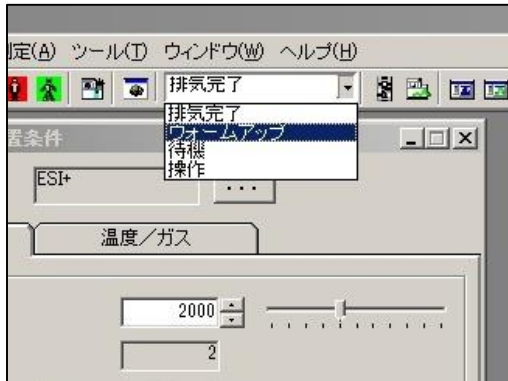 定(A) ツール(T) ウィンドウ(W) ヘルプ(H)
排気完了
排気完了
ウォームアップ
待機
操作
置条件
ESI+
...
温度／ガス
2000
2